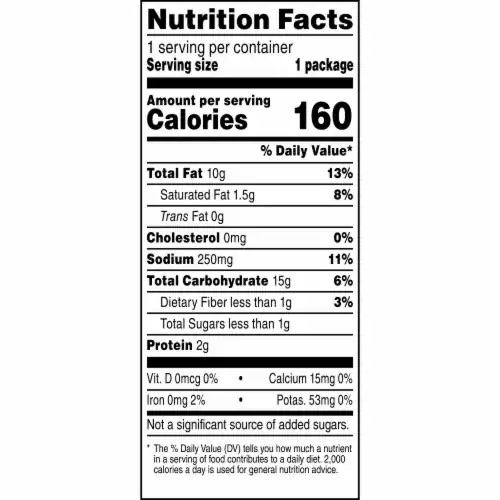 Nutrition Facts
1 serving per container
Serving size 1 package
Amount per serving
Calories 160
% Daily Value*
Total Fat 10g 13%
Saturated Fat 1.5g 8%
Trans Fat 0g
Cholesterol 0mg 0%
Sodium 250mg 11%
Total Carbohydrate 15g 6%
Dietary Fiber less than 1g 3%
Total Sugars less than 1g
Protein 2g
Vit. D 0mcg 0% • Calcium 15mg 0%
Iron 0mg 2% • Potas. 53mg 0%
Not a significant source of added sugars.
* The % Daily Value (DV) tells you how much a nutrient
in a serving of food contributes to a daily diet. 2,000
calories a day is used for general nutrition advice.